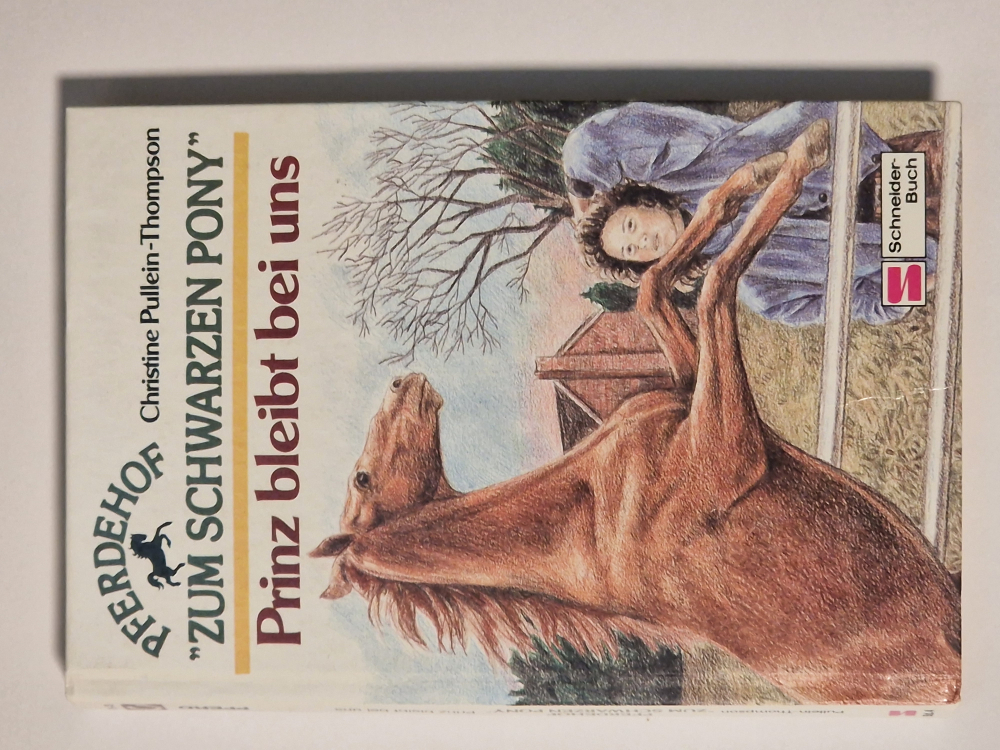 PFERDEHOF
Christine Pullein-Thompson
"ZUM SCHWARZEN PONY"
Prinz bleibt bei uns
Schneider-
Buch